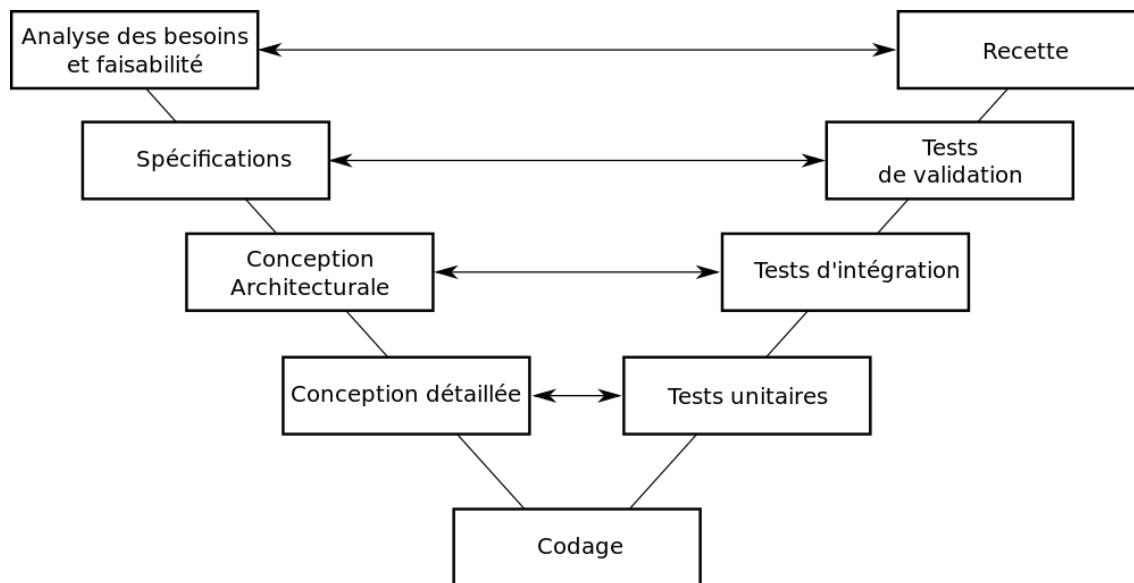 Analyse des besoins
et faisabilité
Recette
Spécifications
Tests
de validation
Conception
Architecturale
Tests d'intégration
Conception détaillée
Tests unitaires
Codage